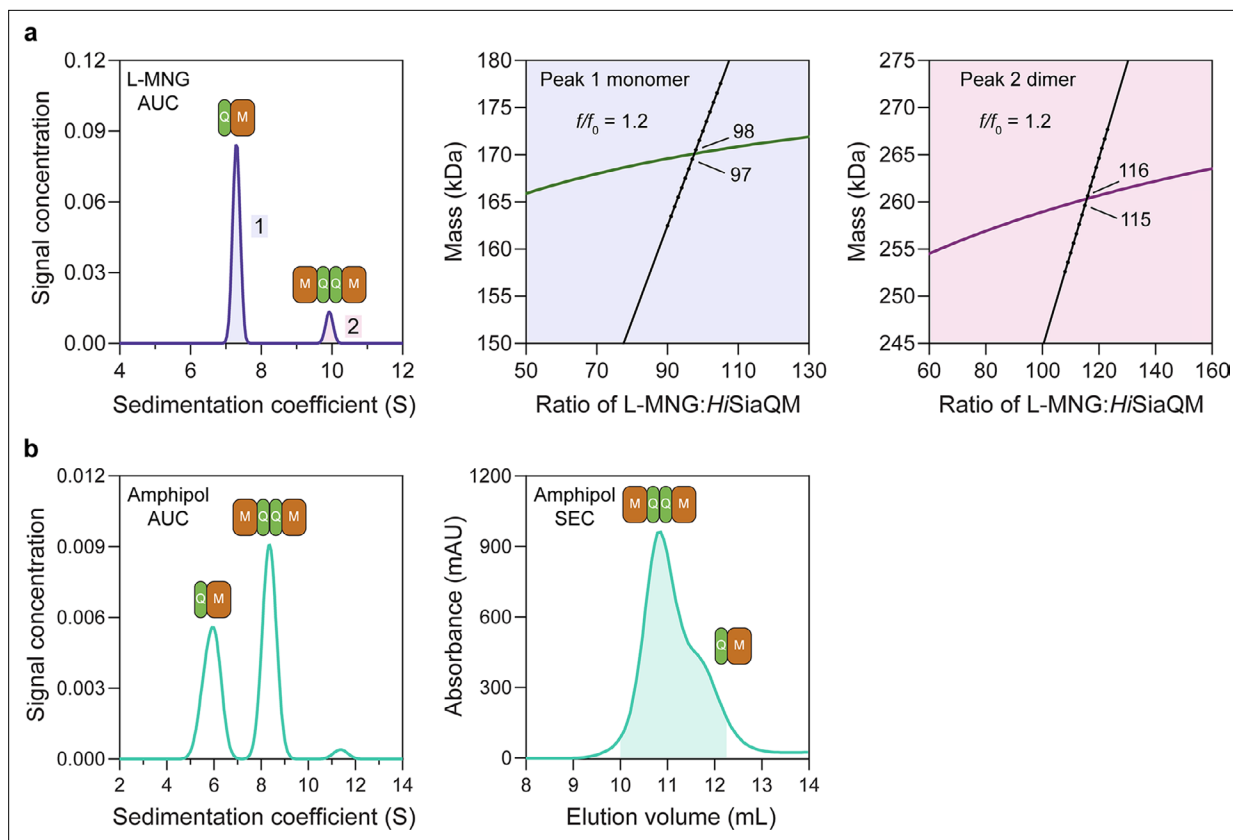 a
L-MNG
AUC
Q M
1
M Q Q M
2
0.12
0.09
0.06
0.03
0.00
4 6 8 10 12
Signal concentration
Sedimentation coefficient (S)
Peak 1 monomer
f/f0 = 1.2
98
97
180
175
170
165
160
155
150
50 70 90 110 130
Mass (kDa)
Ratio of L-MNG:HiSiaQM
Peak 2 dimer
f/f0 = 1.2
116
115
275
270
265
260
255
250
245
60 80 100 120 140 160
Mass (kDa)
Ratio of L-MNG:HiSiaQM
b
Amphipol
AUC
M Q Q M
Q M
0.012
0.009
0.006
0.003
0.000
2 4 6 8 10 12 14
Signal concentration
Sedimentation coefficient (S)
Amphipol
SEC
M Q Q M
Q M
1200
900
600
300
0
8 9 10 11 12 13 14
Absorbance (mAU)
Elution volume (mL)